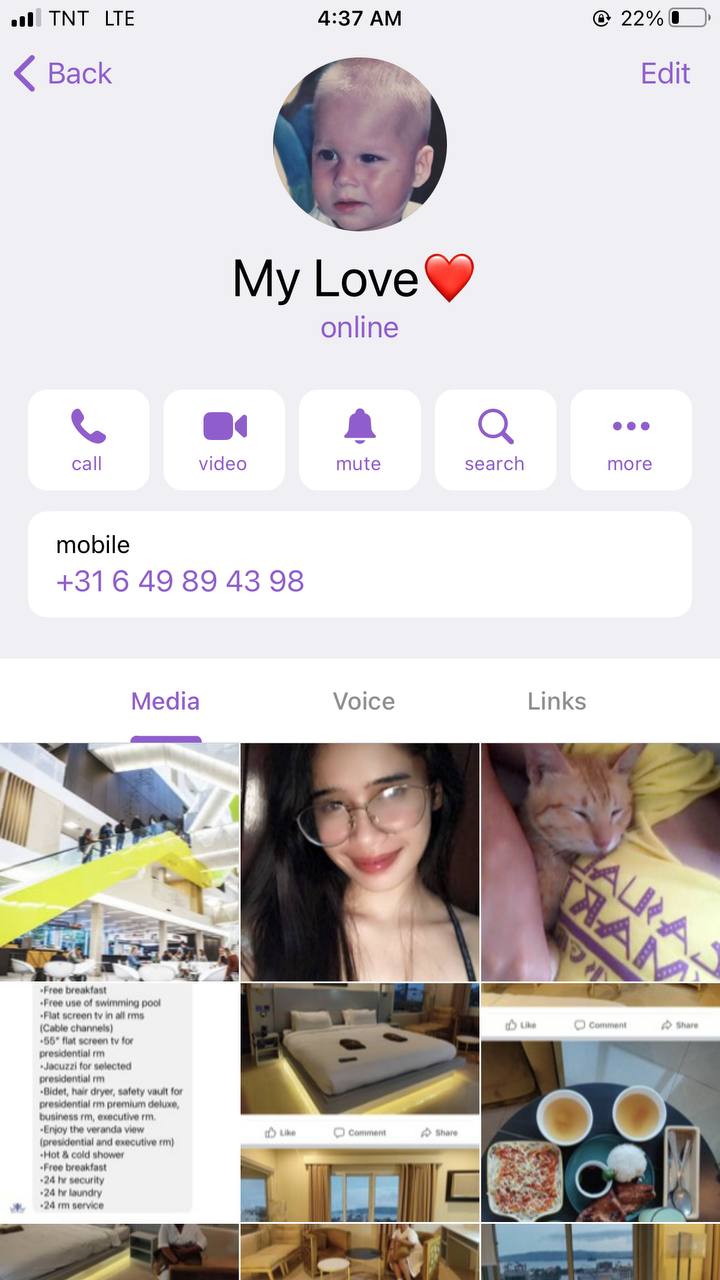 TNT LTE 4:37 AM 22%
Back Edit
My Love❤️
online
call video mute search more
mobile
+31 6 49 89 43 98
Media Voice Links
•Free breakfast
•Free use of swimming pool
•Flat screen tv in all rms
(Cable channels)
•55" flat screen tv for
presidential rm
•Jacuzzi for selected
presidential rm
•Bidet, hair dryer, safety vault for
presidential rm premium deluxe,
business rm, executive rm.
•Enjoy the veranda view
(presidential and executive rm)
•Hot & cold shower
•Free breakfast
•24 hr security
•24 hr laundry
•24 rm service
Like Comment Share
Like Comment Share